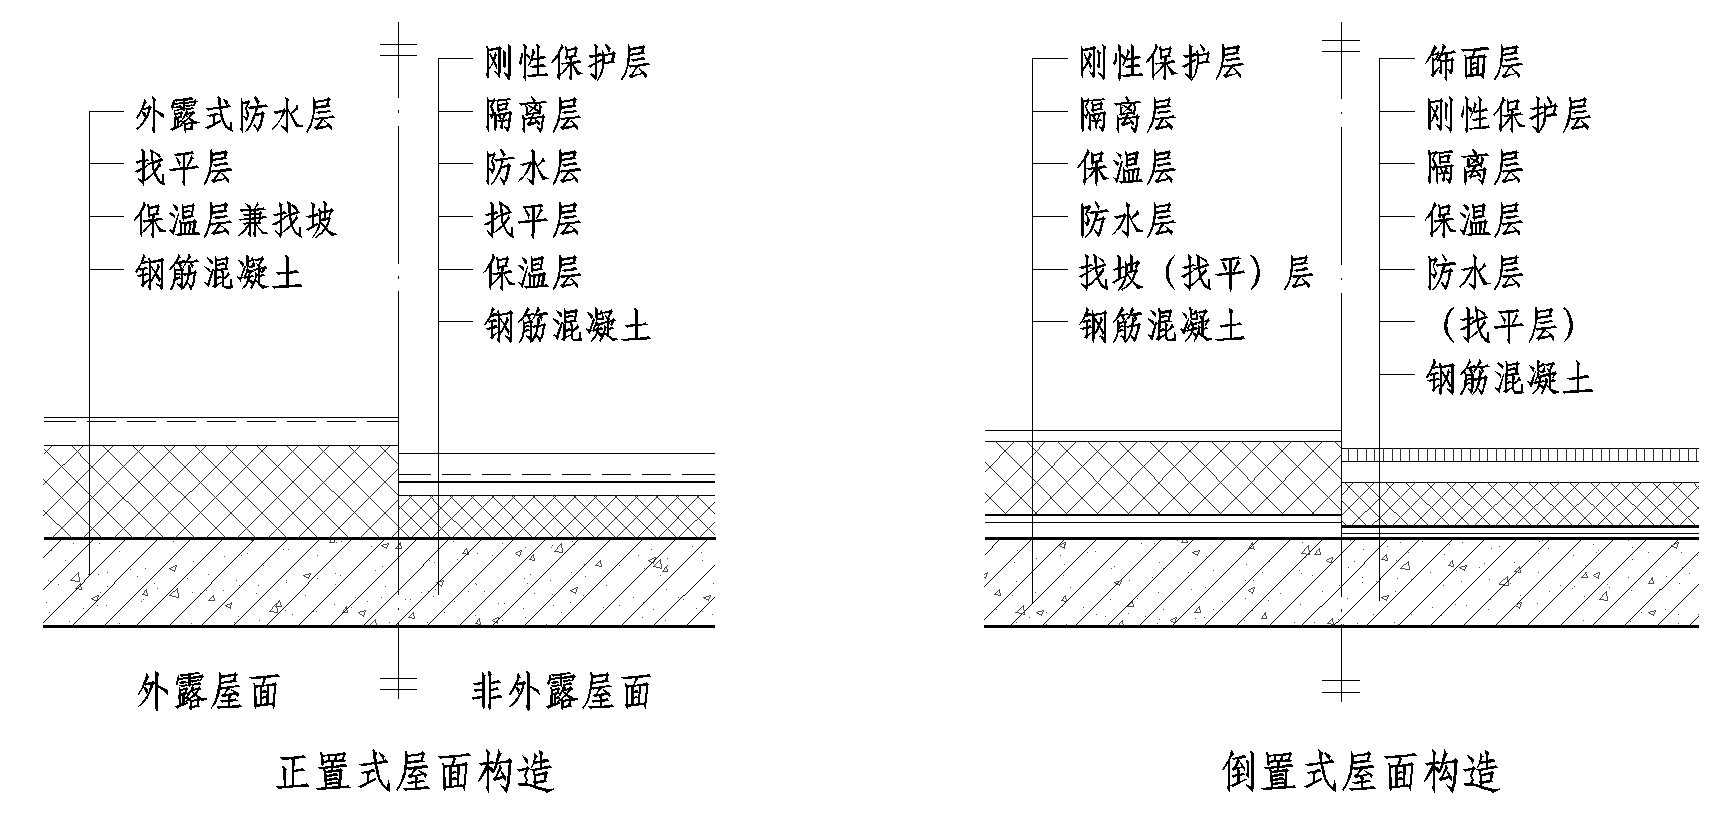 外露式防水层
找平层
保温层兼找坡
钢筋混凝土
刚性保护层
隔离层
防水层
找平层
保温层
钢筋混凝土
外露屋面
非外露屋面
正置式屋面构造
刚性保护层
隔离层
保温层
防水层
找坡（找平）层
钢筋混凝土
饰面层
刚性保护层
隔离层
保温层
防水层
（找平层）
钢筋混凝土
倒置式屋面构造